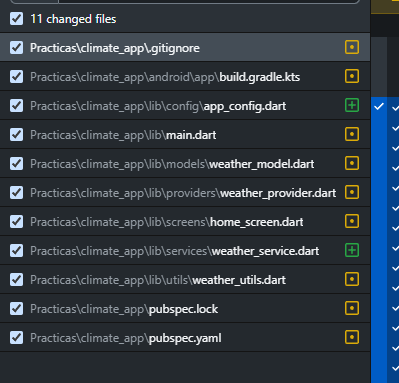 11 changed files
Practicas\climate_app\.gitignore
Practicas\climate_app\android\app\build.gradle.kts
Practicas\climate_app\lib\config\app_config.dart
Practicas\climate_app\lib\main.dart
Practicas\climate_app\lib\models\weather_model.dart
Practicas\climate_app\lib\providers\weather_provider.dart
Practicas\climate_app\lib\screens\home_screen.dart
Practicas\climate_app\lib\services\weather_service.dart
Practicas\climate_app\lib\utils\weather_utils.dart
Practicas\climate_app\pubspec.lock
Practicas\climate_app\pubspec.yaml